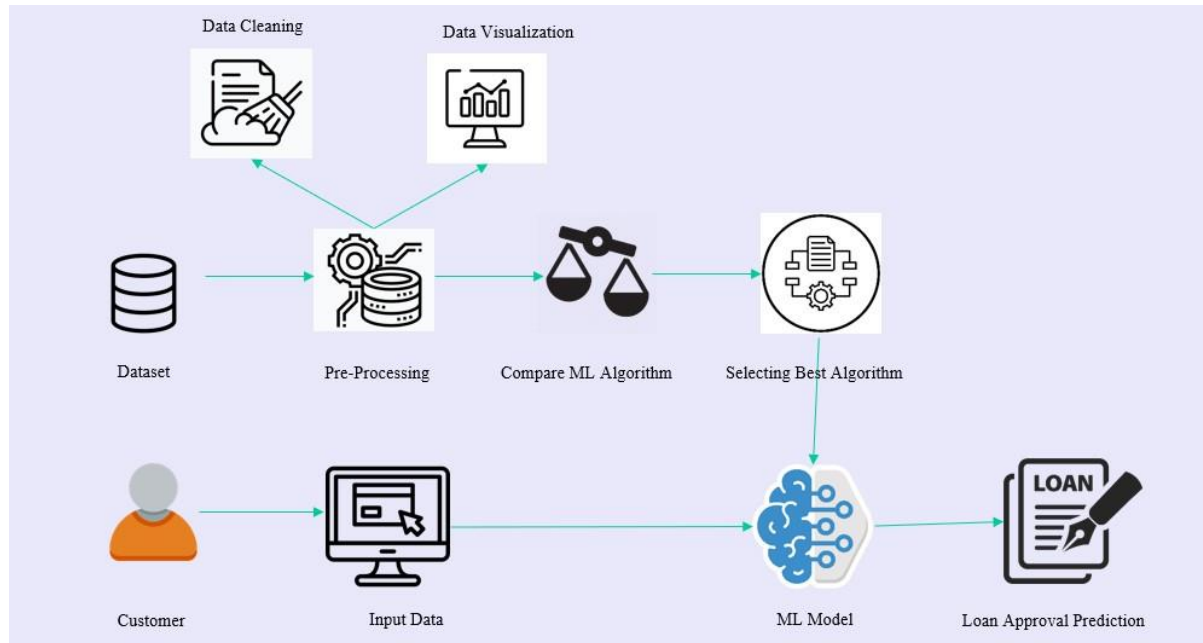 Data Cleaning
Data Visualization
Dataset
Pre-Processing
Compare ML Algorithm
Selecting Best Algorithm
LOAN
Customer
Input Data
ML Model
Loan Approval Prediction